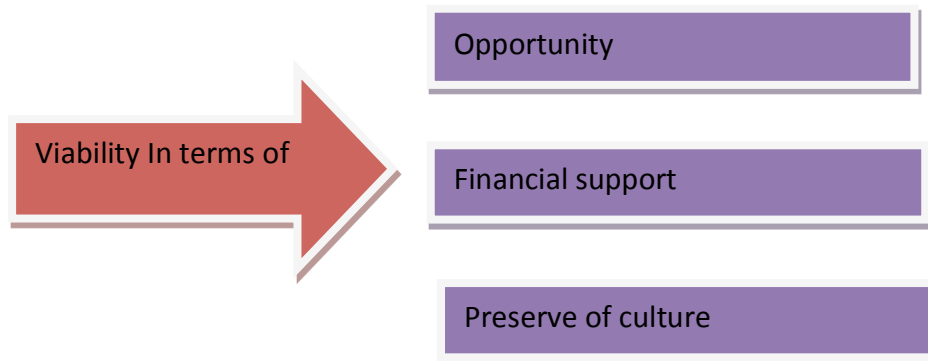 Opportunity
Viability In terms of
Financial support
Preserve of culture